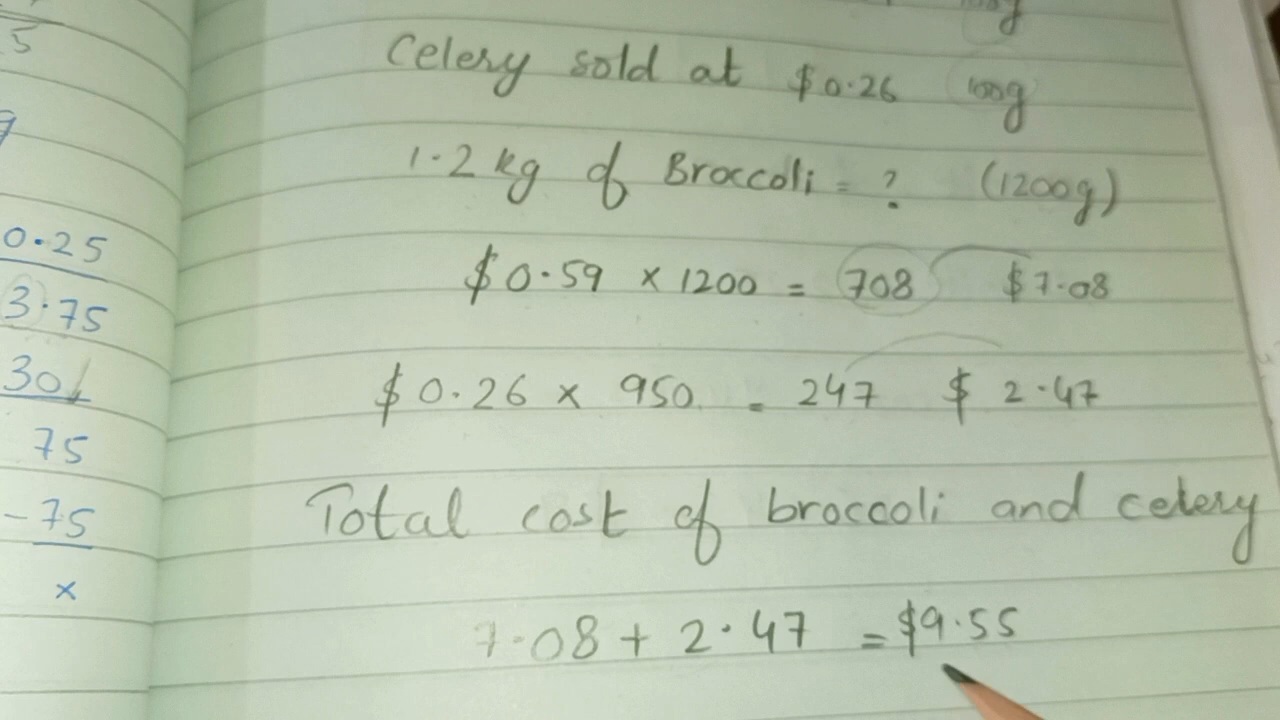 5
Celery sold at $0.26 100g
1.2 kg of Broccoli = ? (1200g)
0.25
$0.59 × 1200 = 708 $7.08
3.75
30
$0.26 × 950 = 247 $2.47
75
Total cost of broccoli and celery
-75
×
7.08 + 2.47 = $9.55